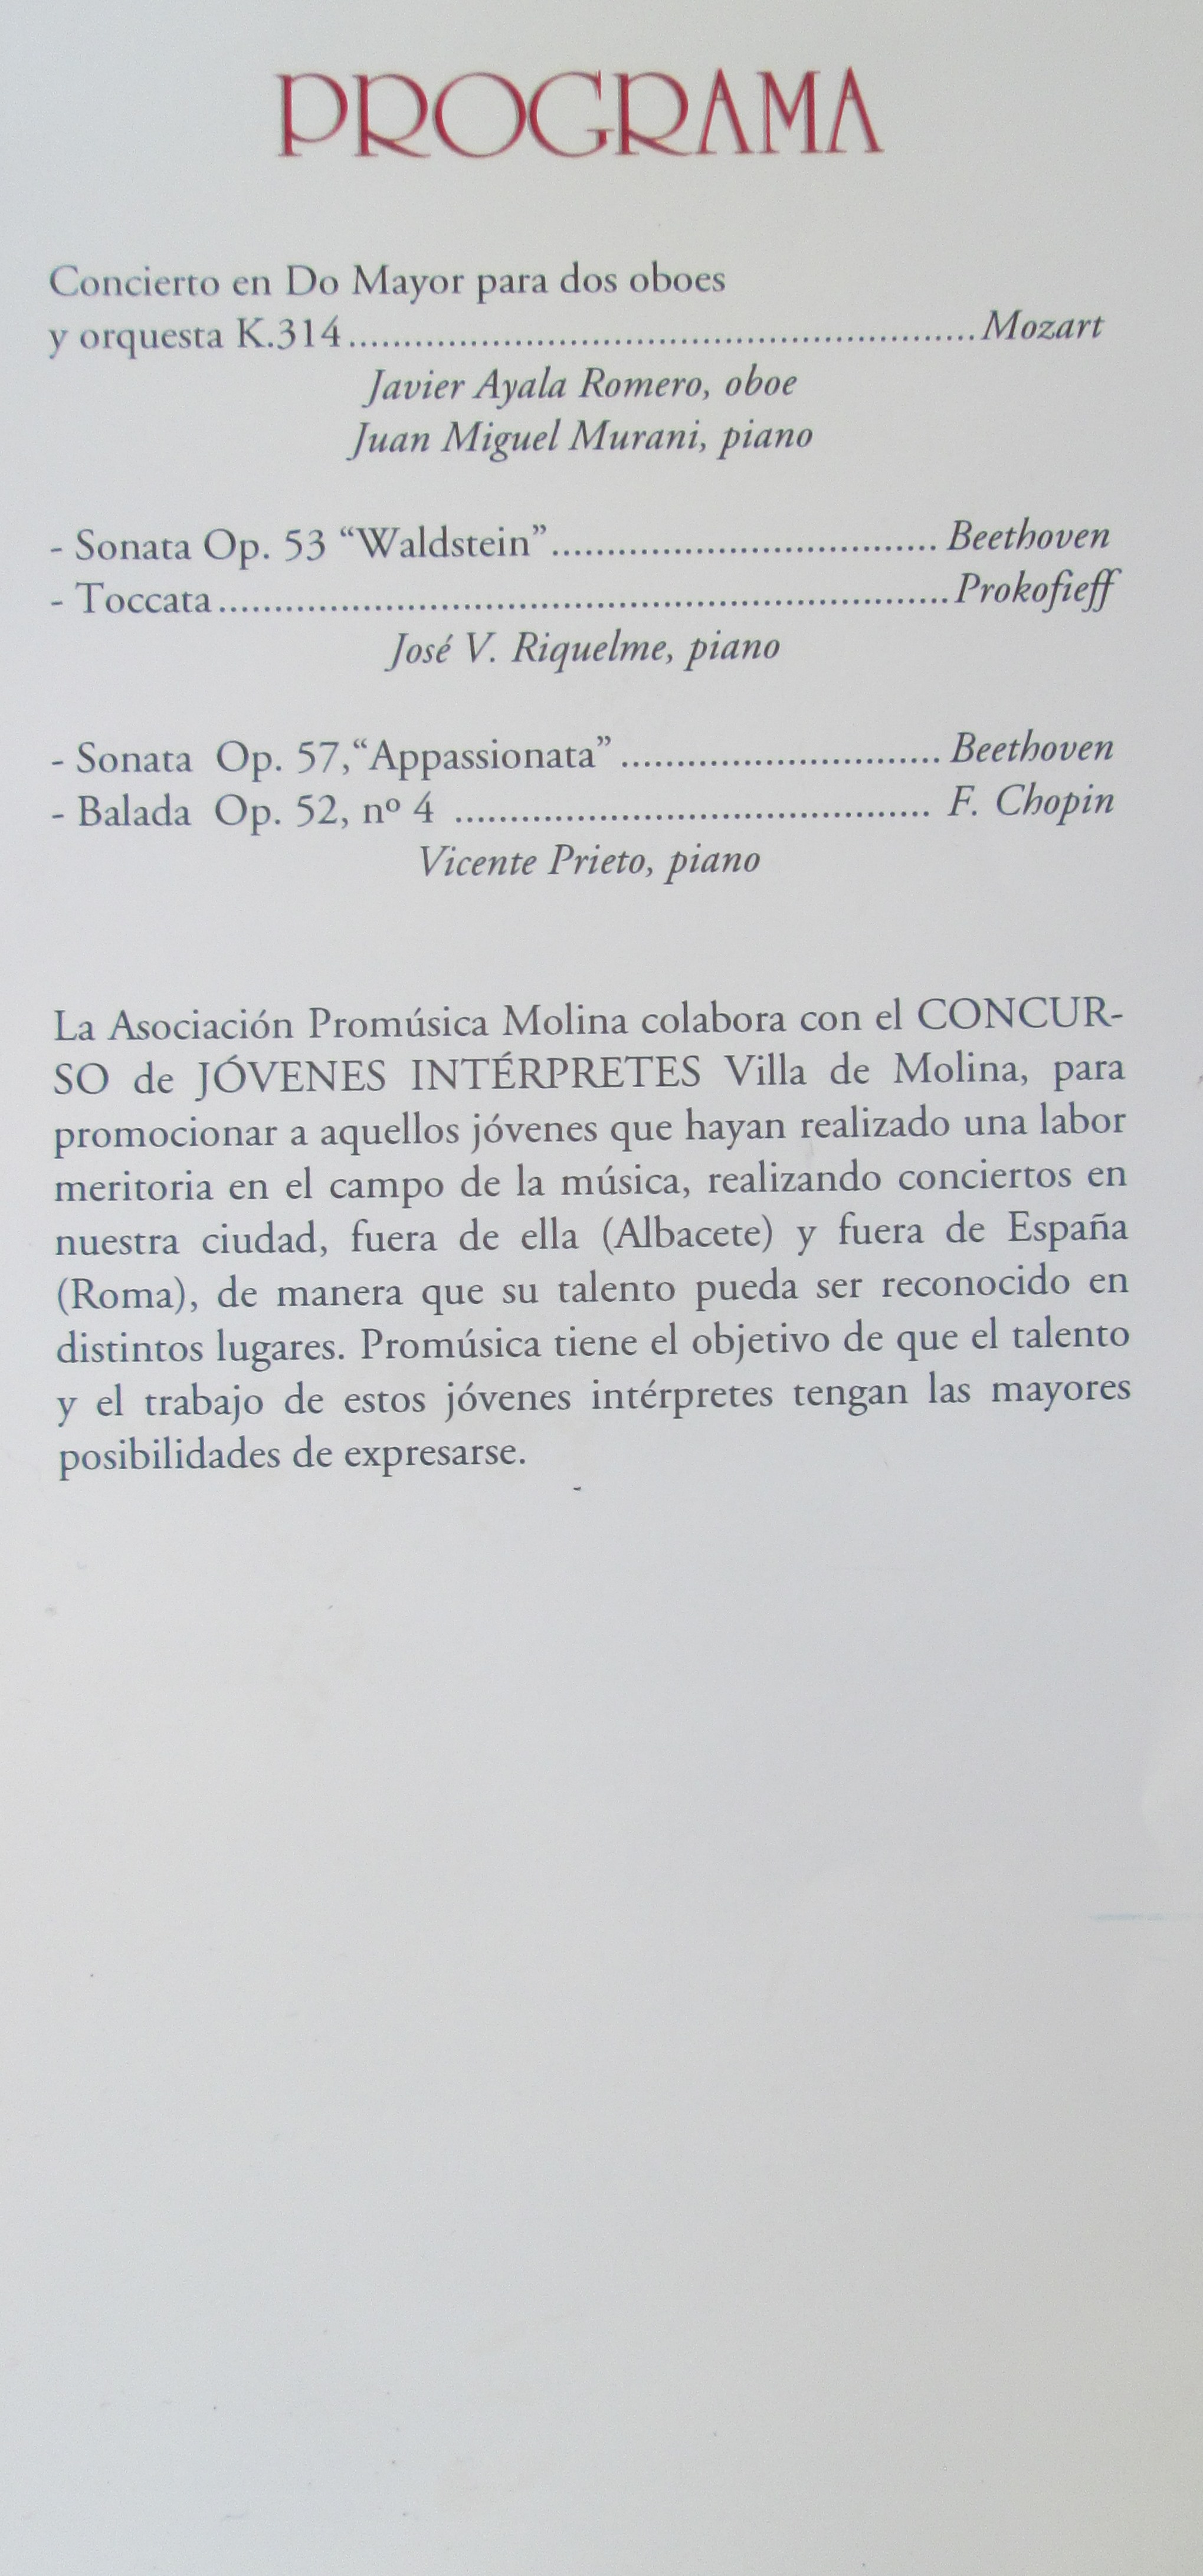 PROGRAMA
Concierto en Do Mayor para dos oboes
y orquesta K.314........................................................Mozart
Javier Ayala Romero, oboe
Juan Miguel Murani, piano
- Sonata Op. 53 “Waldstein”................................... Beethoven
- Toccata..................................................................Prokofieff
José V. Riquelme, piano
- Sonata Op. 57,“Appassionata” ............................. Beethoven
- Balada Op. 52, nº 4 ........................................... F. Chopin
Vicente Prieto, piano
La Asociación Promúsica Molina colabora con el CONCUR-
SO de JÓVENES INTÉRPRETES Villa de Molina, para
promocionar a aquellos jóvenes que hayan realizado una labor
meritoria en el campo de la música, realizando conciertos en
nuestra ciudad, fuera de ella (Albacete) y fuera de España
(Roma), de manera que su talento pueda ser reconocido en
distintos lugares. Promúsica tiene el objetivo de que el talento
y el trabajo de estos jóvenes intérpretes tengan las mayores
posibilidades de expresarse.